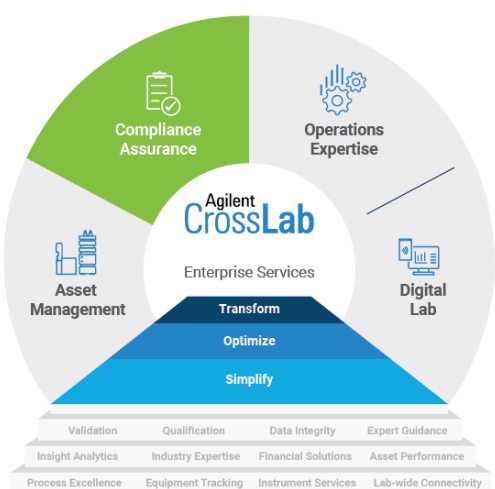 Compliance
Assurance
Operations
Expertise
Agilent
CrossLab
Enterprise Services
Asset
Management
Digital
Lab
Transform
Optimize
Simplify
Validation Qualification Data Integrity Expert Guidance
Insight Analytics Industry Expertise Financial Solutions Asset Performance
Process Excellence Equipment Tracking Instrument Services Lab-wide Connectivity